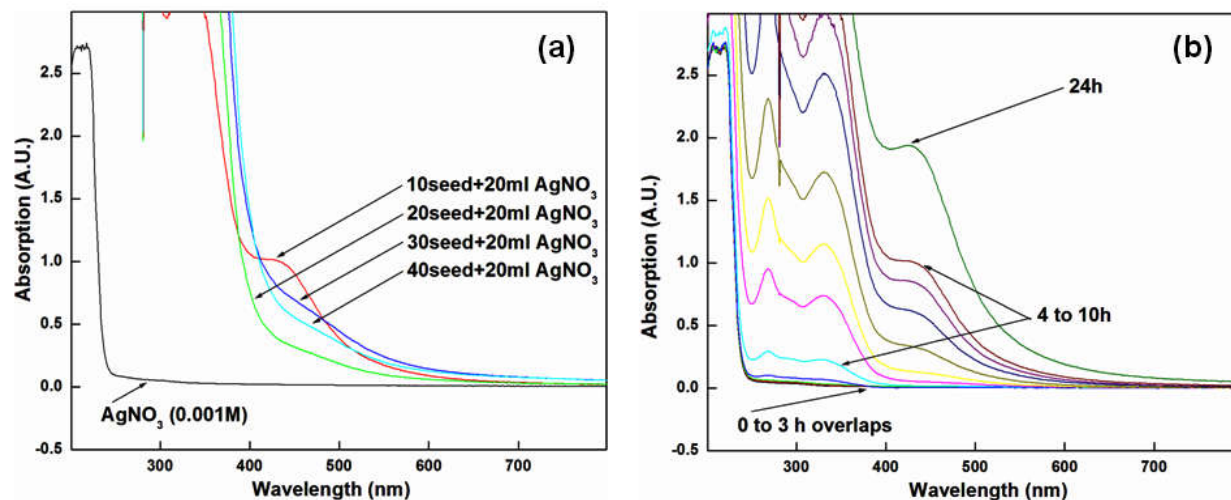 (a)
2.5
2.0
1.5
1.0
0.5
0.0
-0.5
Absorption (A.U.)
10seed+20ml AgNO₃
20seed+20ml AgNO₃
30seed+20ml AgNO₃
40seed+20ml AgNO₃
AgNO₃ (0.001M)
300 400 500 600 700
Wavelength (nm)
(b)
2.5
2.0
1.5
1.0
0.5
0.0
-0.5
Absorption (A.U.)
24h
4 to 10h
0 to 3 h overlaps
300 400 500 600 700
Wavelength (nm)